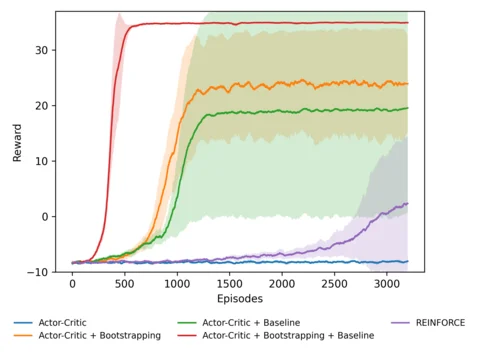 Reward
30
20
10
0
−10
0 500 1000 1500 2000 2500 3000
Episodes
Actor-Critic
Actor-Critic + Bootstrapping
Actor-Critic + Baseline
Actor-Critic + Bootstrapping + Baseline
REINFORCE